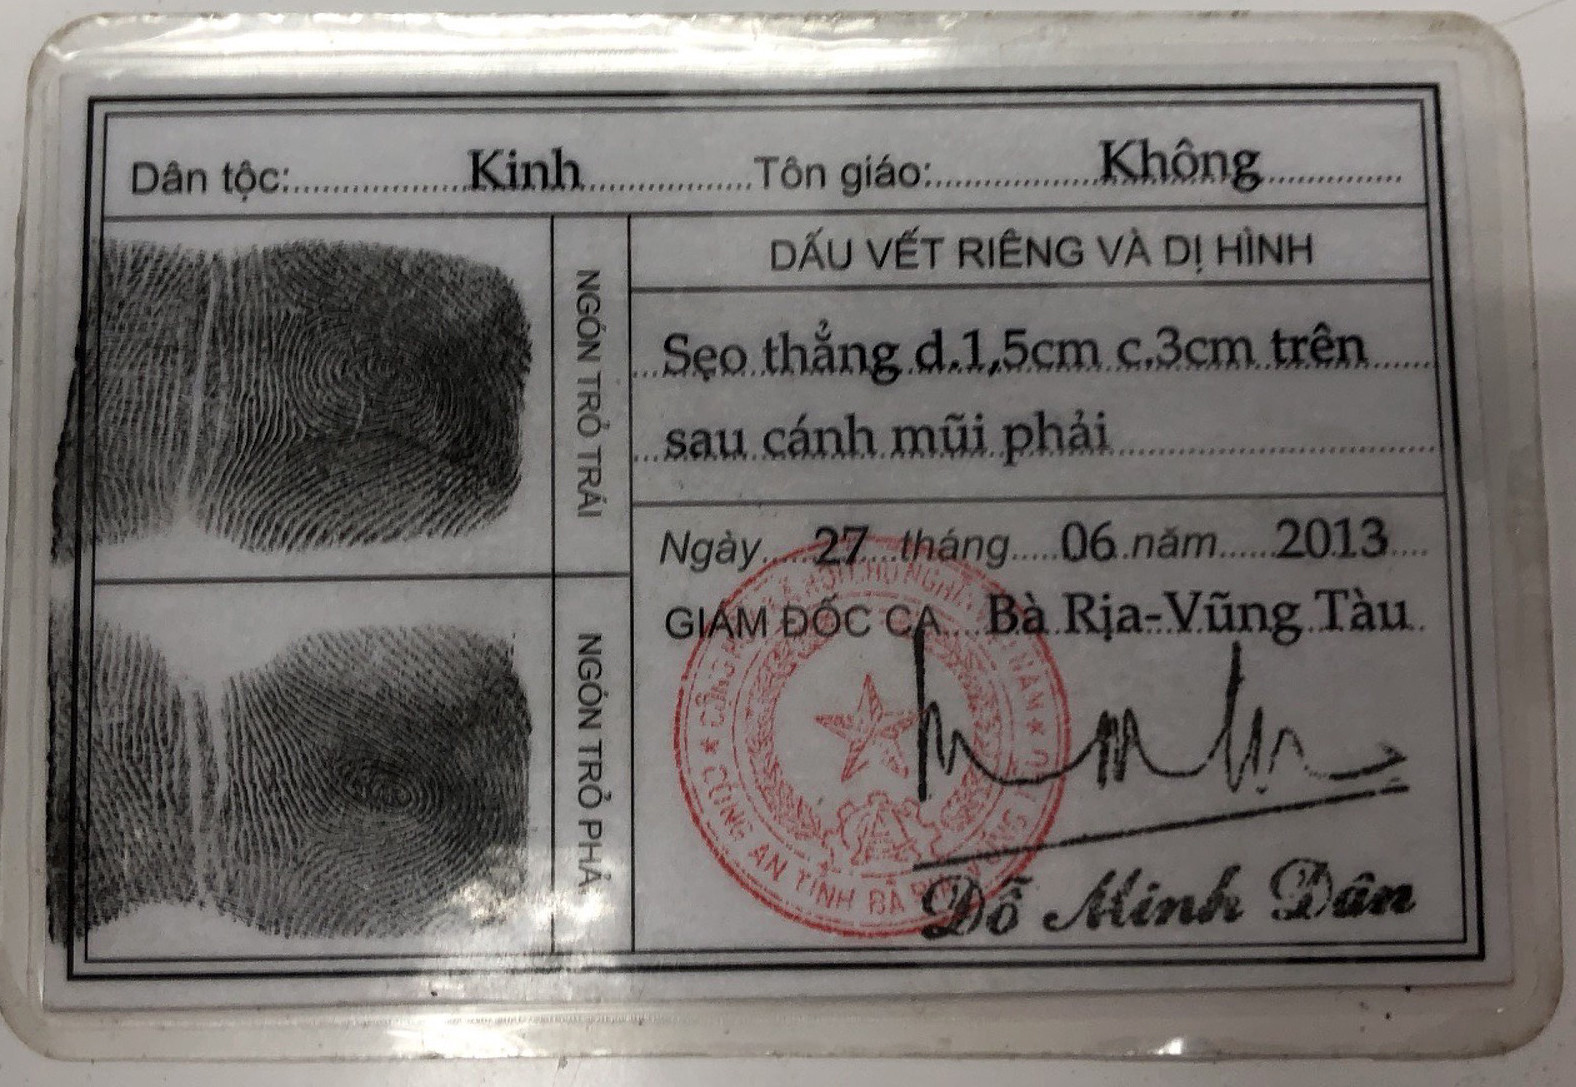 Dân tộc: Kinh Tôn giáo: Không
NGÓN TRỎ TRÁI
NGÓN TRỎ PHẢ
DẤU VẾT RIÊNG VÀ DỊ HÌNH
Sẹo thẳng d.1,5cm c.3cm trên
sau cánh mũi phải
Ngày 27 tháng 06 năm 2013
GIÁM ĐỐC CA Bà Rịa-Vũng Tàu
CÔNG AN TỈNH BÀ
Đỗ Minh Dân